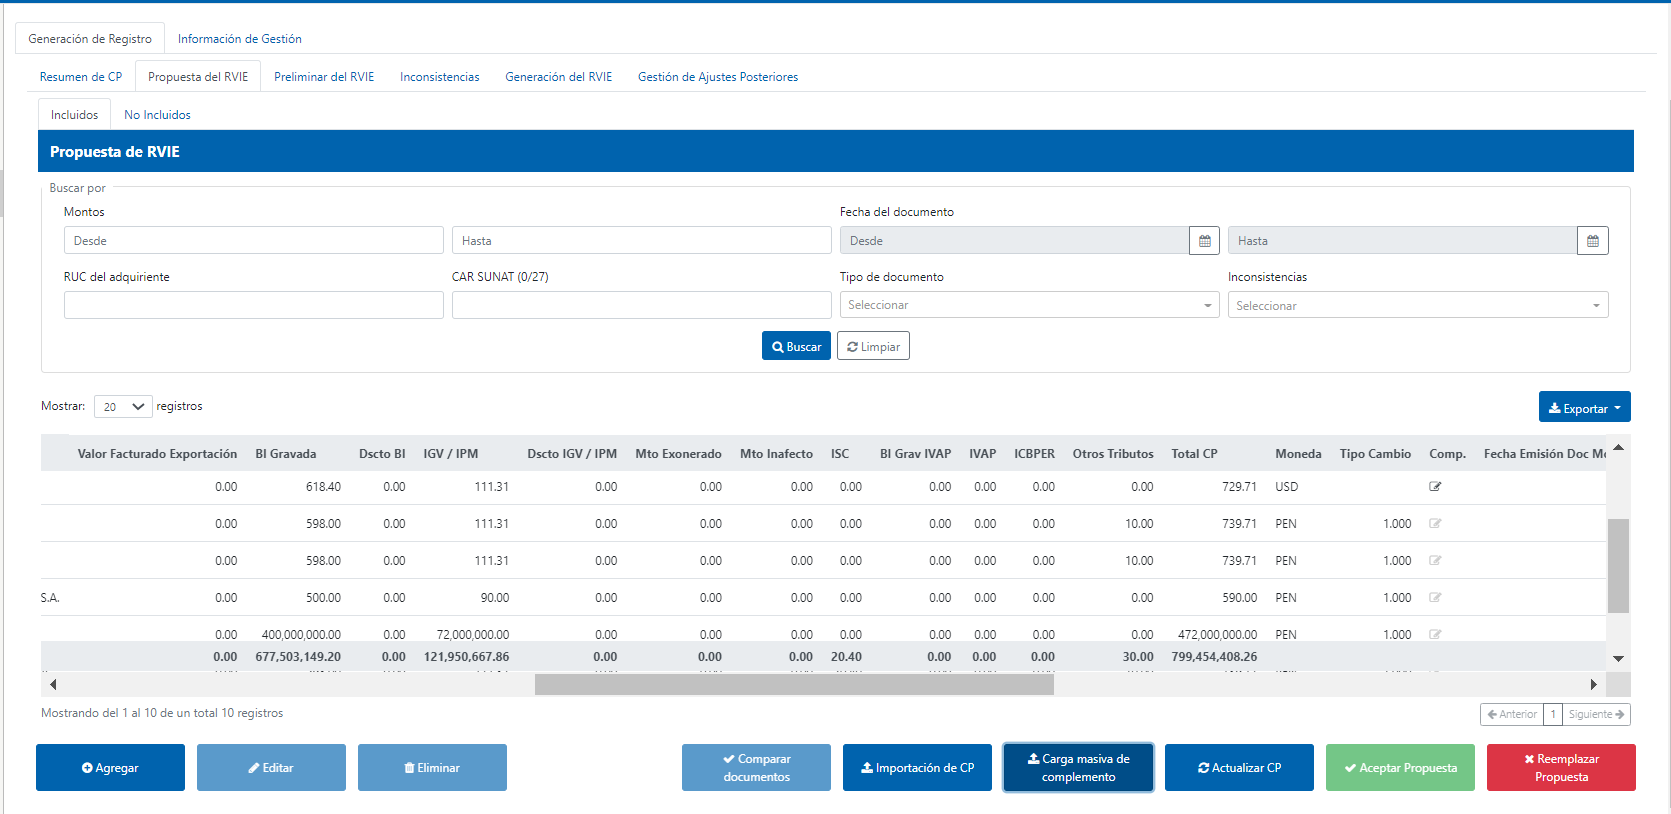 Generación de Registro Información de Gestión
Resumen de CP Propuesta del RVIE Preliminar del RVIE Inconsistencias Generación del RVIE Gestión de Ajustes Posteriores
Incluidos No Incluidos
Propuesta de RVIE
Buscar por
Montos Fecha del documento
Desde Hasta Desde Hasta
RUC del adquiriente CAR SUNAT (0/27) Tipo de documento Inconsistencias
Seleccionar Seleccionar
Buscar Limpiar
Mostrar: 20 registros Exportar
Valor Facturado Exportación BI Gravada Dscto BI IGV / IPM Dscto IGV / IPM Mto Exonerado Mto Inafecto ISC BI Grav IVAP IVAP ICBPER Otros Tributos Total CP Moneda Tipo Cambio Comp. Fecha Emisión Doc Mo
0.00 618.40 0.00 111.31 0.00 0.00 0.00 0.00 0.00 0.00 0.00 0.00 729.71 USD
0.00 598.00 0.00 111.31 0.00 0.00 0.00 0.00 0.00 0.00 0.00 10.00 739.71 PEN 1.000
0.00 598.00 0.00 111.31 0.00 0.00 0.00 0.00 0.00 0.00 0.00 10.00 739.71 PEN 1.000
S.A. 0.00 500.00 0.00 90.00 0.00 0.00 0.00 0.00 0.00 0.00 0.00 0.00 590.00 PEN 1.000
0.00 400,000,000.00 0.00 72,000,000.00 0.00 0.00 0.00 0.00 0.00 0.00 0.00 0.00 472,000,000.00 PEN 1.000
0.00 677,503,149.20 0.00 121,950,667.86 0.00 0.00 0.00 20.40 0.00 0.00 0.00 30.00 799,454,408.26
Mostrando del 1 al 10 de un total 10 registros Anterior 1 Siguiente
Agregar Editar Eliminar Comparar documentos Importación de CP Carga masiva de complemento Actualizar CP Aceptar Propuesta Reemplazar Propuesta